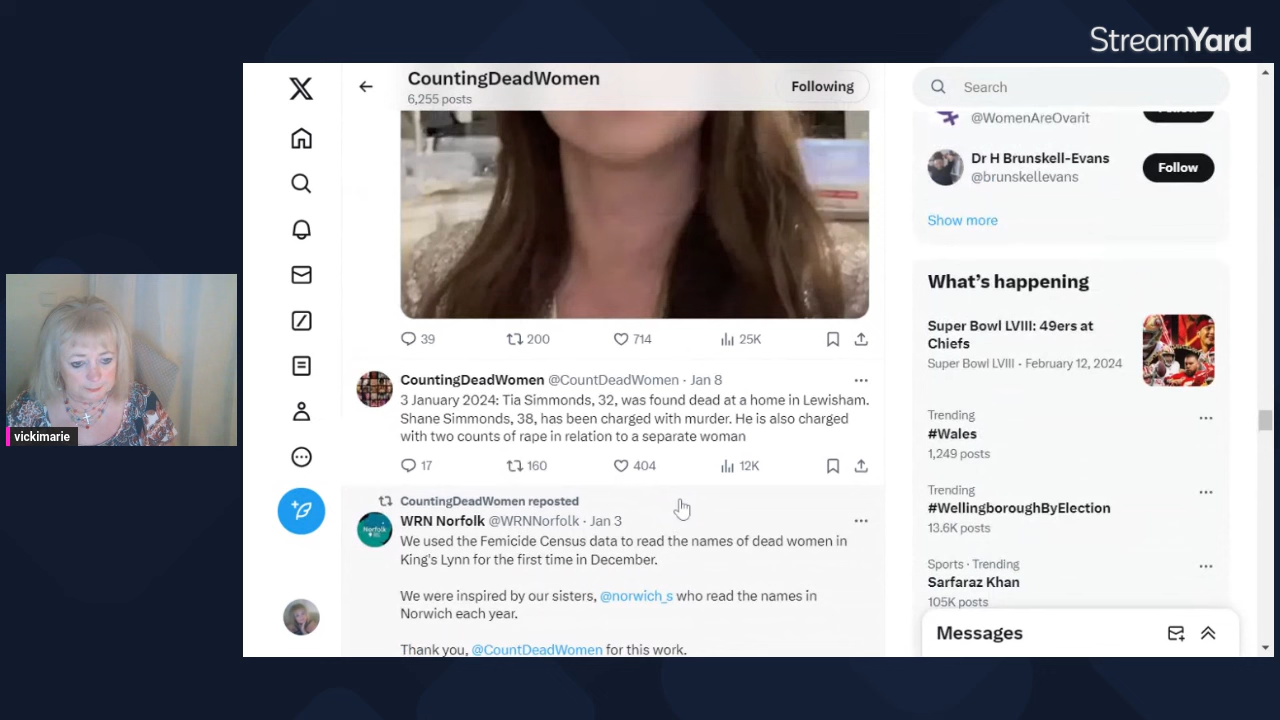 StreamYard
CountingDeadWomen
6,255 posts
Following
Search
@WomenAreOvarit
Dr H Brunskell-Evans
@brunskellevans
Follow
Show more
39 200 714 25K
CountingDeadWomen @CountDeadWomen · Jan 8
3 January 2024: Tia Simmonds, 32, was found dead at a home in Lewisham.
Shane Simmonds, 38, has been charged with murder. He is also charged
with two counts of rape in relation to a separate woman
17 160 404 12K
CountingDeadWomen reposted
WRN Norfolk @WRNNorfolk · Jan 3
We used the Femicide Census data to read the names of dead women in
King's Lynn for the first time in December.
We were inspired by our sisters, @norwich_s who read the names in
Norwich each year.
Thank you, @CountDeadWomen for this work.
What's happening
Super Bowl LVIII: 49ers at
Chiefs
Super Bowl LVIII · February 12, 2024
Trending
#Wales
1,249 posts
Trending
#WellingboroughByElection
13.6K posts
Sports · Trending
Sarfaraz Khan
105K posts
Messages
vickimarie